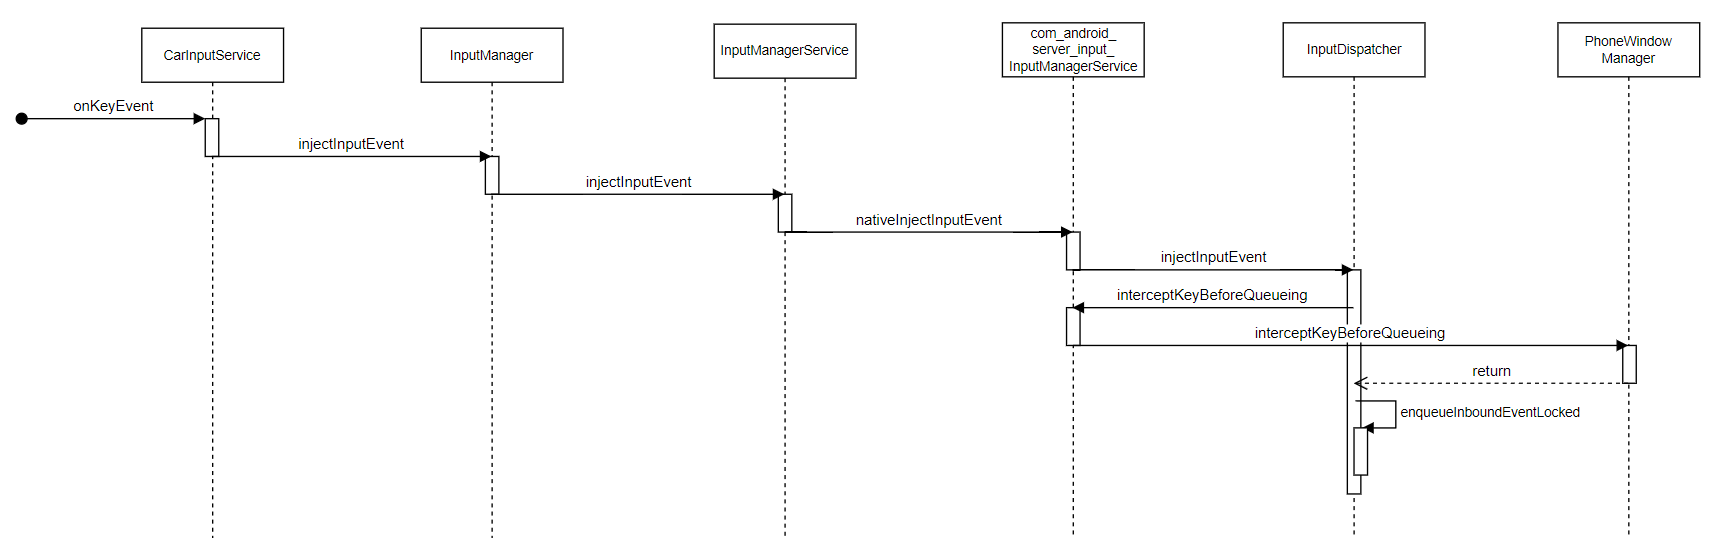 CarInputService
InputManager
InputManagerService
com_android_
server_input_
InputManagerService
InputDispatcher
PhoneWindow
Manager
onKeyEvent
injectInputEvent
injectInputEvent
nativeInjectInputEvent
injectInputEvent
interceptKeyBeforeQueueing
interceptKeyBeforeQueueing
return
enqueueInboundEventLocked